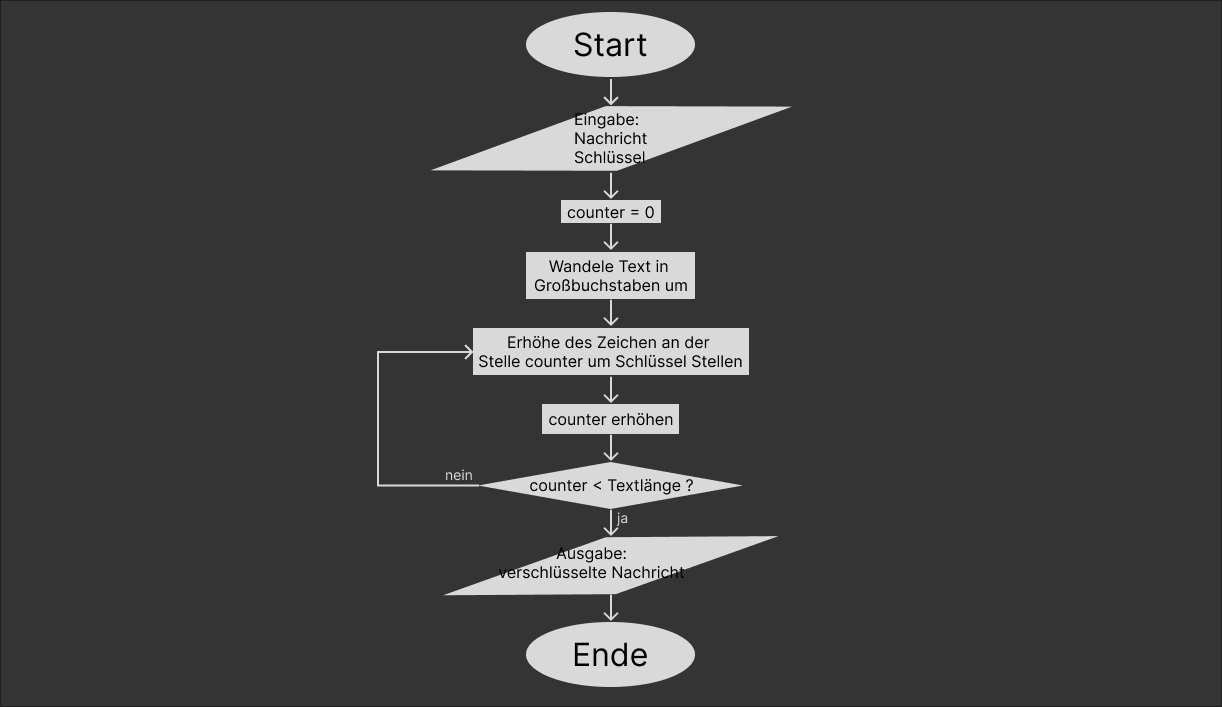 Start
Eingabe:
Nachricht
Schlüssel
counter = 0
Wandele Text in
Großbuchstaben um
Erhöhe des Zeichen an der
Stelle counter um Schlüssel Stellen
counter erhöhen
nein
counter < Textlänge ?
ja
Ausgabe:
verschlüsselte Nachricht
Ende